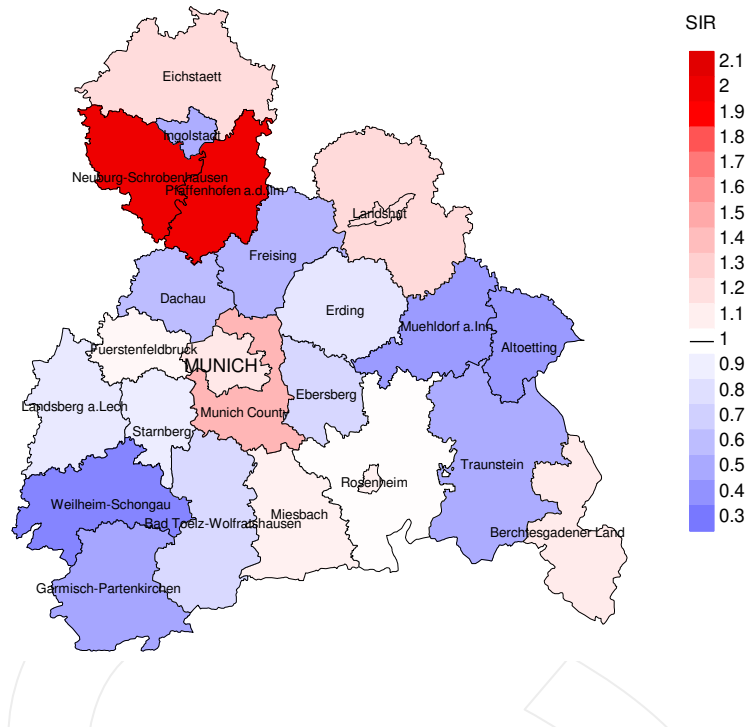 SIR
Eichstaett
Ingolstadt
Neuburg-Schrobenhausen
Pfaffenhofen a.d.Ilm
Landshut
Freising
Dachau
Erding
Muehldorf a.Inn
Altoetting
Fuerstenfeldbruck
MUNICH
Ebersberg
Landsberg a.Lech
Munich County
Starnberg
Traunstein
Rosenheim
Weilheim-Schongau
Miesbach
Bad Toelz-Wolfratshausen
Berchtesgadener Land
Garmisch-Partenkirchen
2.1
2
1.9
1.8
1.7
1.6
1.5
1.4
1.3
1.2
1.1
1
0.9
0.8
0.7
0.6
0.5
0.4
0.3